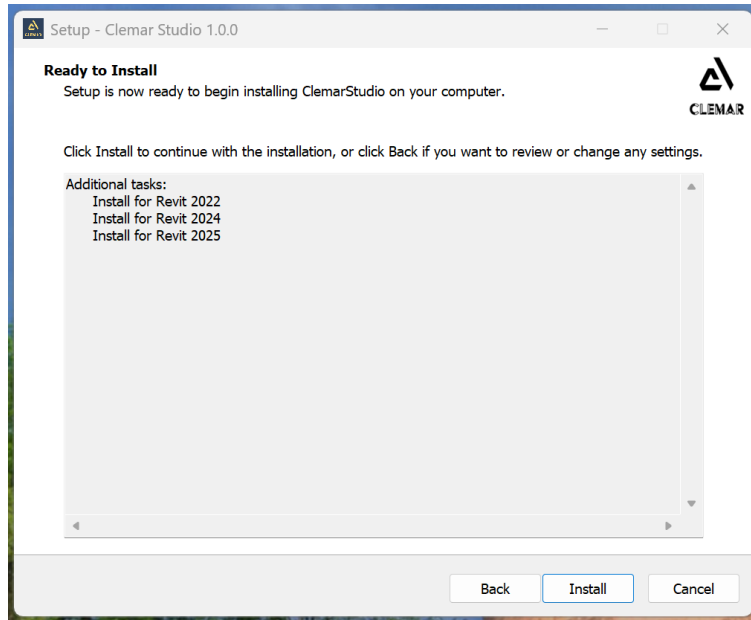 Setup - Clemar Studio 1.0.0
Ready to Install
Setup is now ready to begin installing ClemarStudio on your computer.
CLEMAR
Click Install to continue with the installation, or click Back if you want to review or change any settings.
Additional tasks:
Install for Revit 2022
Install for Revit 2024
Install for Revit 2025
Back
Install
Cancel